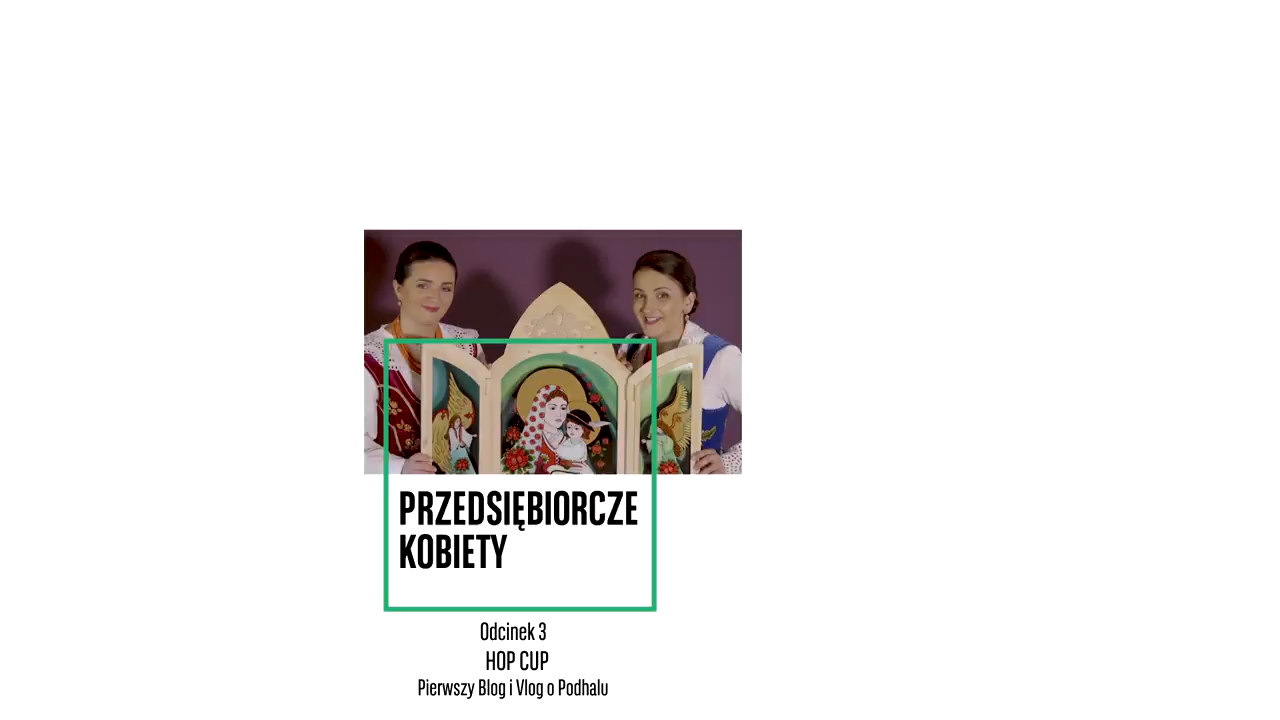 PRZEDSIĘBIORCZE
KOBIETY
Odcinek 3
HOP CUP
Pierwszy Blog i Vlog o Podhalu